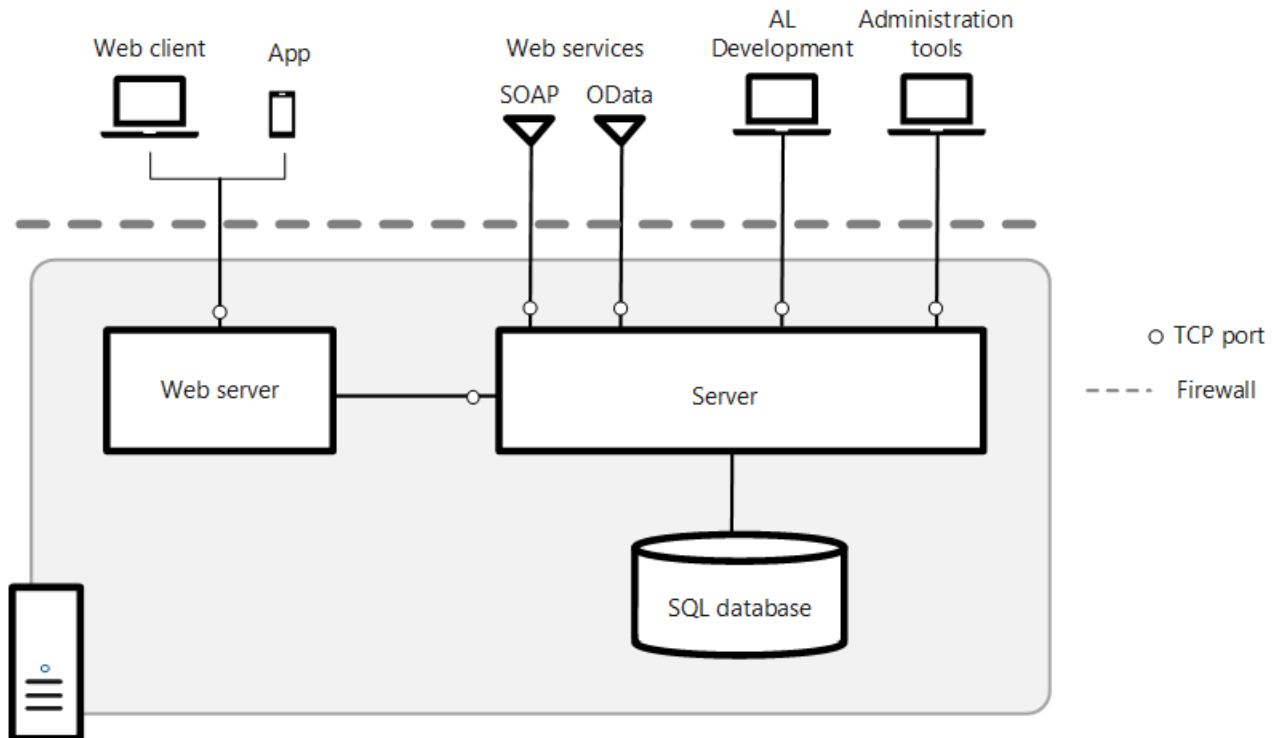 Web client
App
Web services
SOAP
OData
AL
Development
Administration
tools
Web server
Server
SQL database
TCP port
Firewall